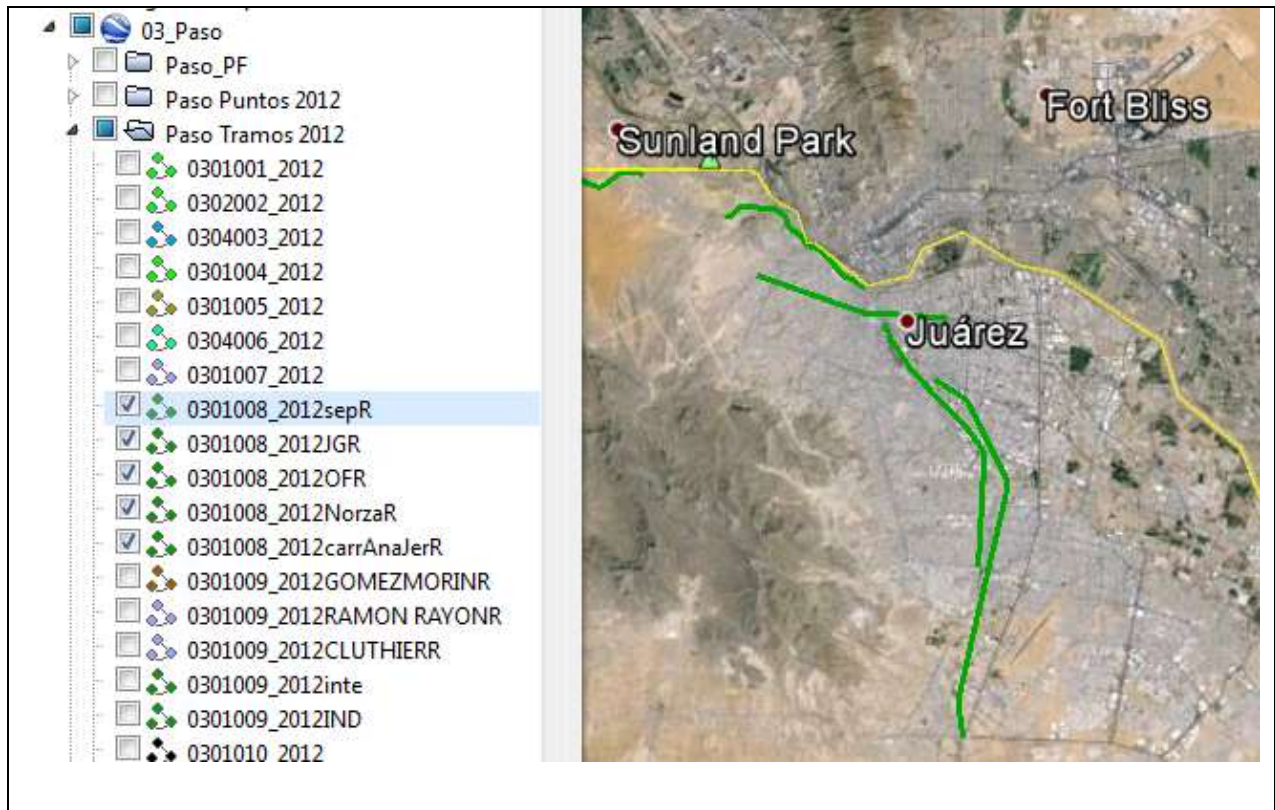 03_Paso
Paso_PF
Paso Puntos 2012
Paso Tramos 2012
0301001_2012
0302002_2012
0304003_2012
0301004_2012
0301005_2012
0304006_2012
0301007_2012
0301008_2012sepR
0301008_2012JGR
0301008_2012OFR
0301008_2012NorzaR
0301008_2012carrAnaJerR
0301009_2012GOMEZMORINR
0301009_2012RAMON RAYONR
0301009_2012CLUTHIERR
0301009_2012inte
0301009_2012IND
0301010_2012
Fort Bliss
Sunland Park
Juárez